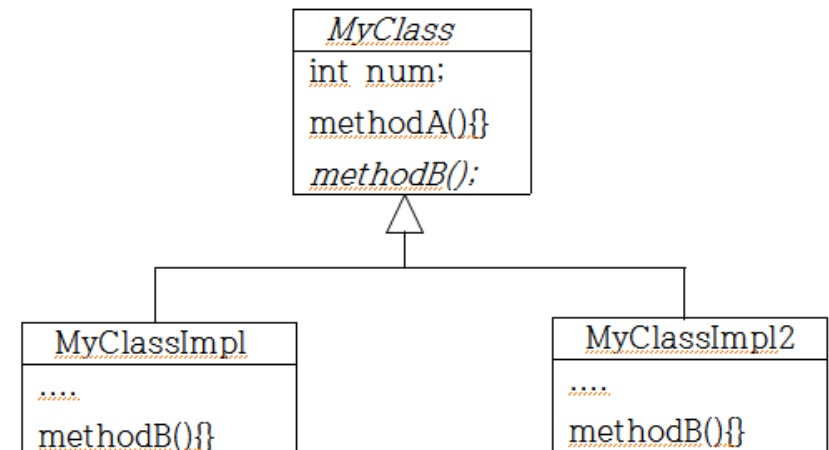 MyClass
int num;
methodA(){}
methodB();
MyClassImpl
....
methodB(){}
MyClassImpl2
....
methodB(){}